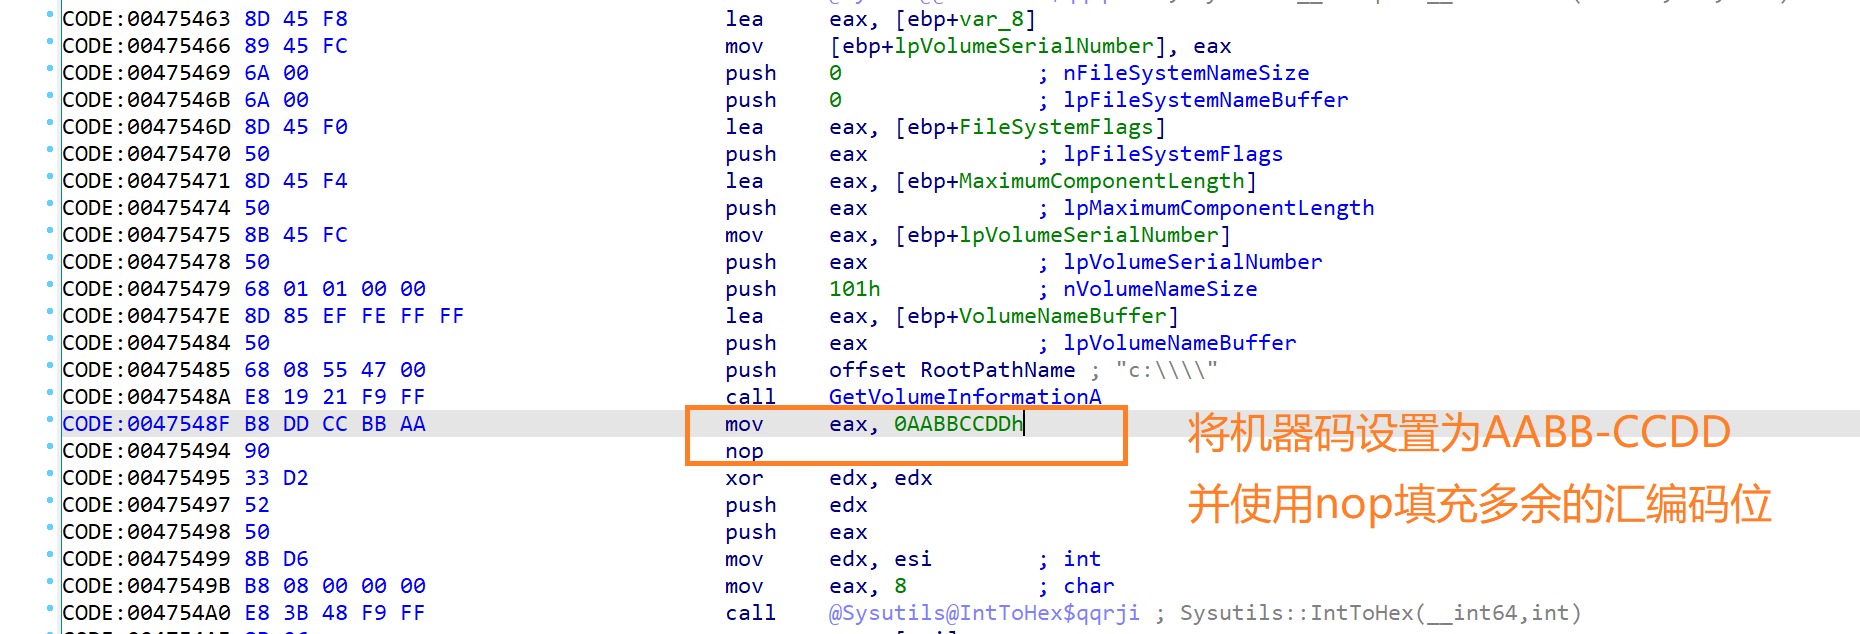 CODE:00475463 8D 45 F8 lea eax, [ebp+var_8]
CODE:00475466 89 45 FC mov [ebp+lpVolumeSerialNumber], eax
CODE:00475469 6A 00 push 0 ; nFileSystemNameSize
CODE:0047546B 6A 00 push 0 ; lpFileSystemNameBuffer
CODE:0047546D 8D 45 F0 lea eax, [ebp+FileSystemFlags]
CODE:00475470 50 push eax ; lpFileSystemFlags
CODE:00475471 8D 45 F4 lea eax, [ebp+MaximumComponentLength]
CODE:00475474 50 push eax ; lpMaximumComponentLength
CODE:00475475 8B 45 FC mov eax, [ebp+lpVolumeSerialNumber]
CODE:00475478 50 push eax ; lpVolumeSerialNumber
CODE:00475479 68 01 01 00 00 push 101h ; nVolumeNameSize
CODE:0047547E 8D 85 EF FE FF FF lea eax, [ebp+VolumeNameBuffer]
CODE:00475484 50 push eax ; lpVolumeNameBuffer
CODE:00475485 68 08 55 47 00 push offset RootPathName ; "c:\\\\"
CODE:0047548A E8 19 21 F9 FF call GetVolumeInformationA
CODE:0047548F B8 DD CC BB AA mov eax, 0AABBCCDDh 将机器码设置为AABB-CCDD
CODE:00475494 90 nop
CODE:00475495 33 D2 xor edx, edx
CODE:00475497 52 push edx 并使用nop填充多余的汇编码位
CODE:00475498 50 push eax
CODE:00475499 8B D6 mov edx, esi ; int
CODE:0047549B B8 08 00 00 00 mov eax, 8 ; char
CODE:004754A0 E8 3B 48 F9 FF call @Sysutils@IntToHex$qqrji ; Sysutils::IntToHex(__int64,int)